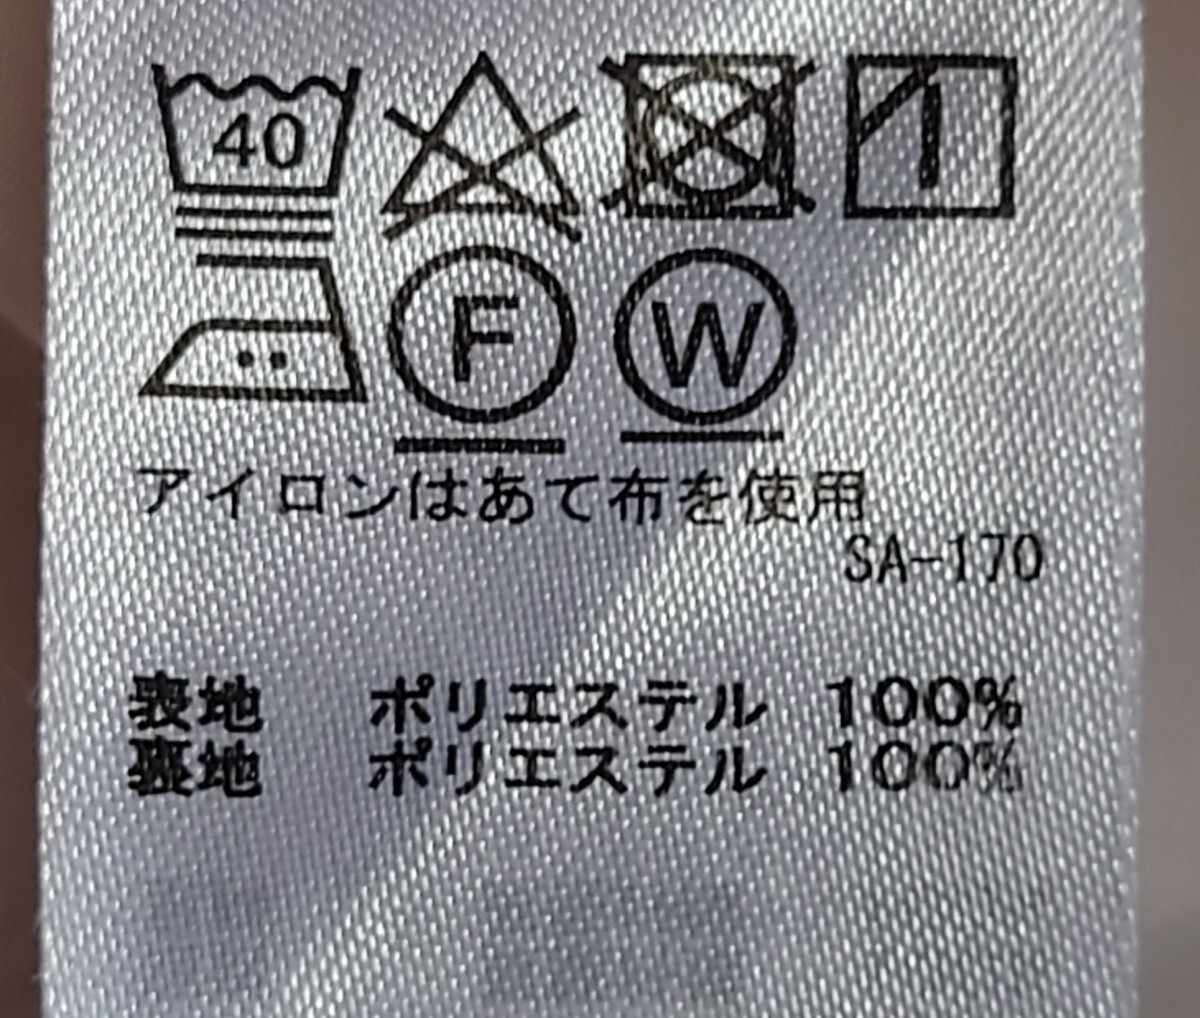 40
F W
アイロンはあて布を使用
SA-170
表地 ポリエステル 100%
裏地 ポリエステル 100%